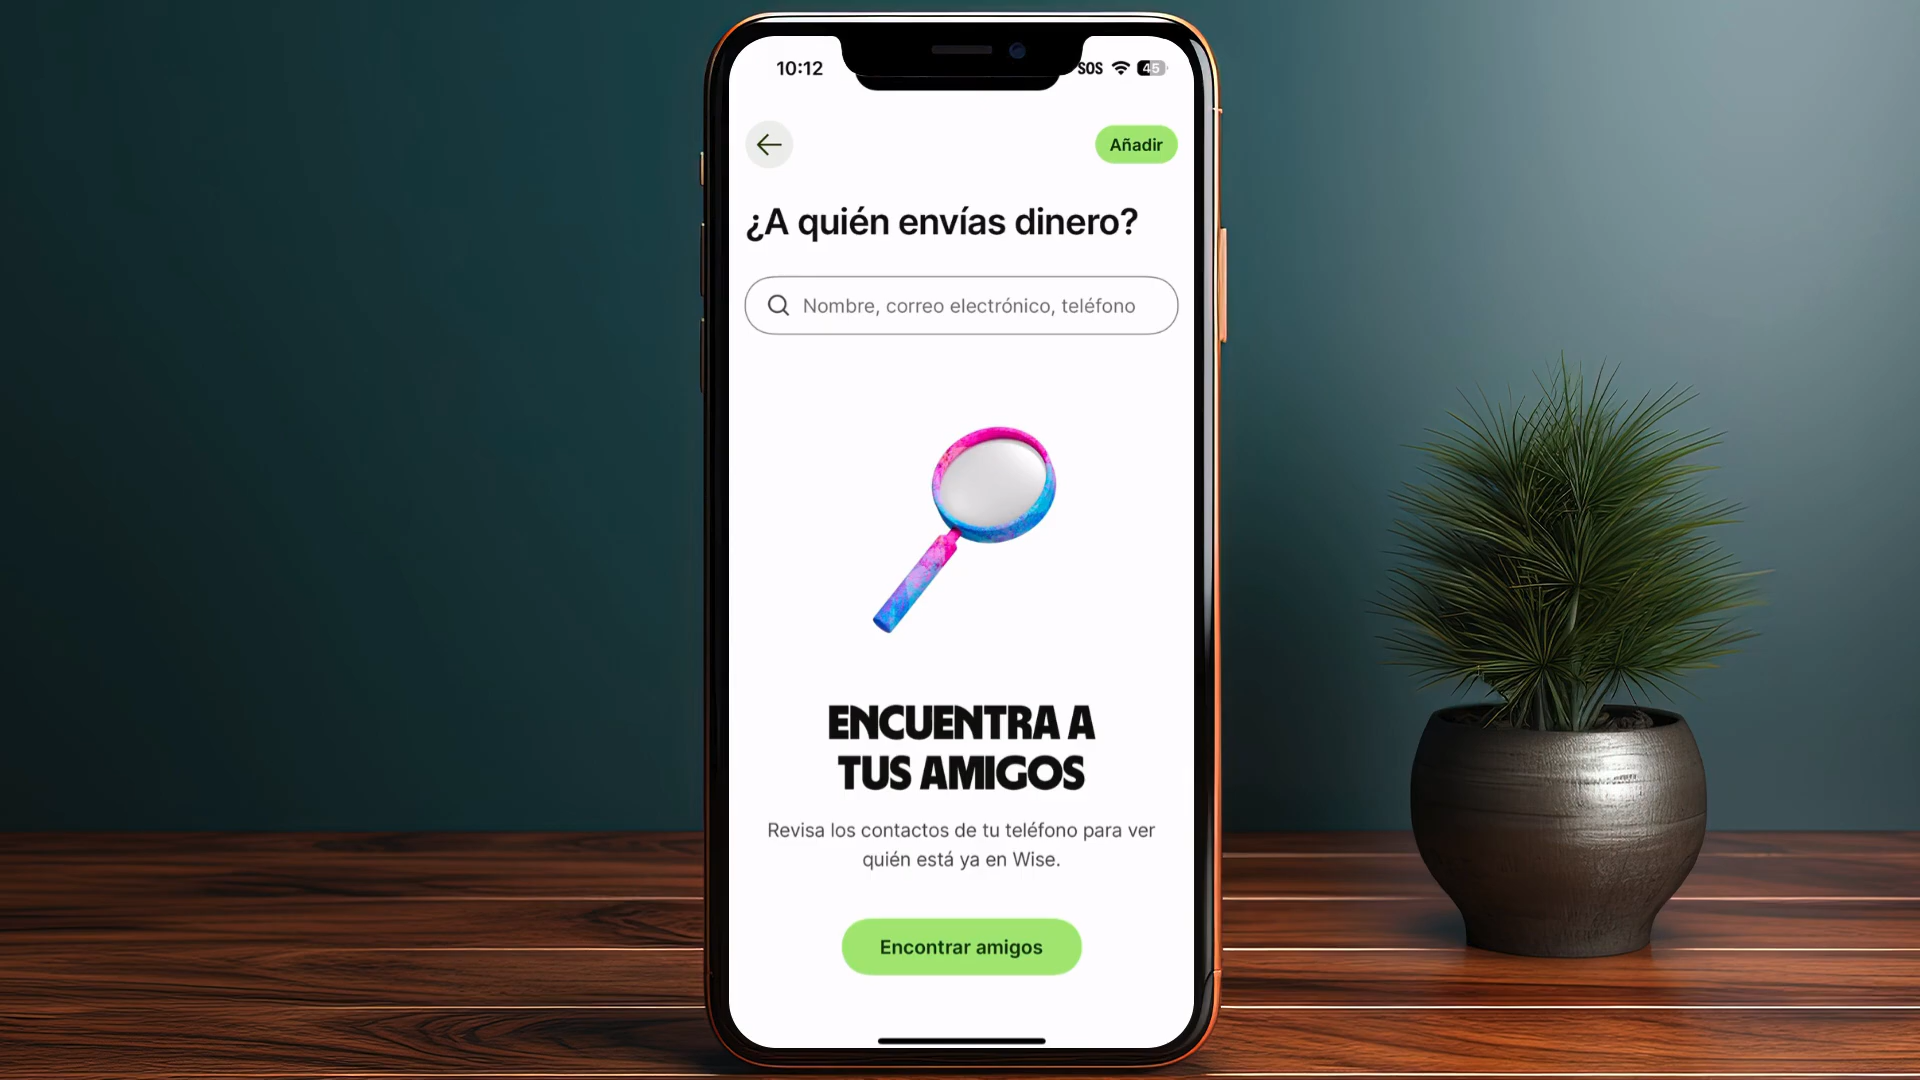 10:12
SOS
45
Añadir
¿A quién envías dinero?
Nombre, correo electrónico, teléfono
ENCUENTRA A
TUS AMIGOS
Revisa los contactos de tu teléfono para ver
quién está ya en Wise.
Encontrar amigos